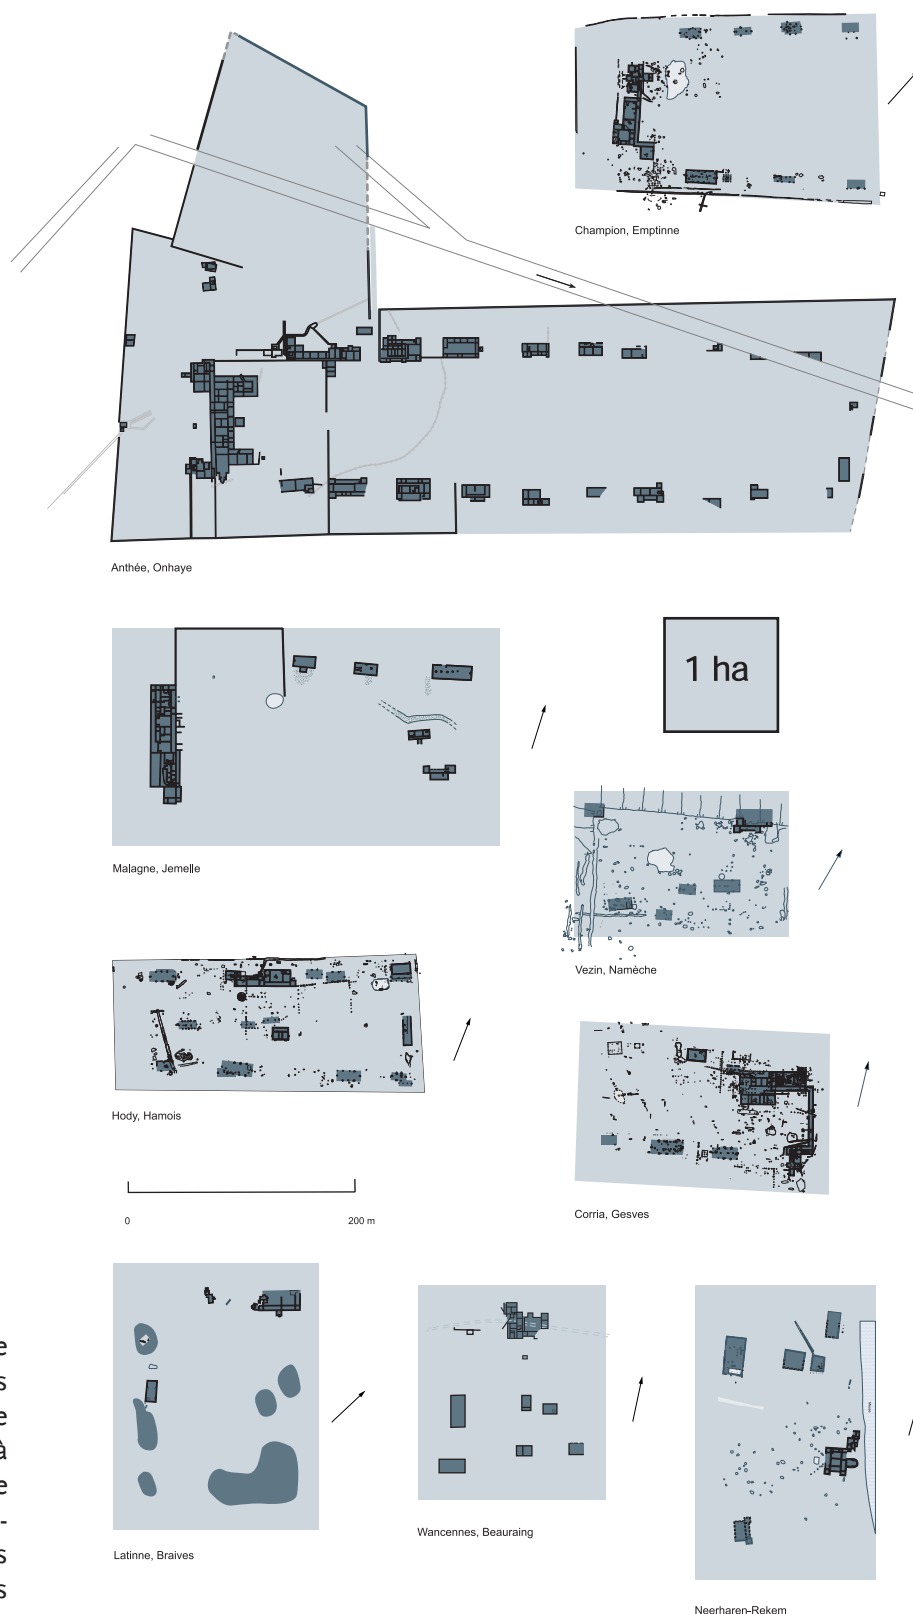 Champion, Emptinne
Anthée, Onhaye
1 ha
Malagne, Jemelle
Vezin, Namèche
Hody, Hamois
0 200 m
Corria, Gesves
Latinne, Braives
Wancennes, Beauraing
Neerharen-Rekem
e
s
e
à
e
-
s
s